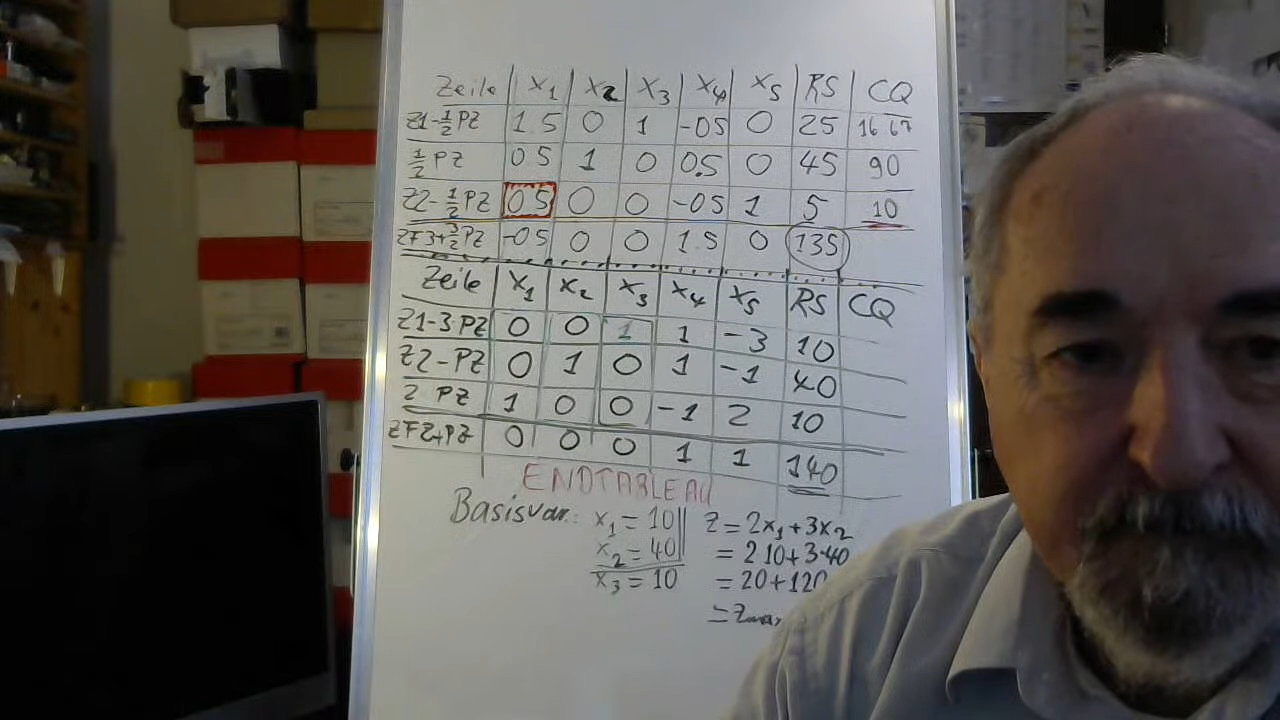 Zeile x₁ x₂ x₃ x₄ x₅ RS CQ
Z1-½PZ 1.5 0 1 -0.5 0 25 16.67
½PZ 0.5 1 0 0.5 0 45 90
Z2-½PZ 0.5 0 0 -0.5 1 5 10
ZF3+3/2PZ -0.5 0 0 1.5 0 135
Zeile x₁ x₂ x₃ x₄ x₅ RS CQ
Z1-3PZ 0 0 1 1 -3 10
Z2-PZ 0 1 0 1 -1 40
2 PZ 1 0 0 -1 2 10
ZFZ+PZ 0 0 0 1 1 140
ENDTABLEAU
Basisvar.: x₁ = 10 Z = 2x₁+3x₂
x₂ = 40 = 2·10+3·40
x₃ = 10 = 20+120
= Zmax